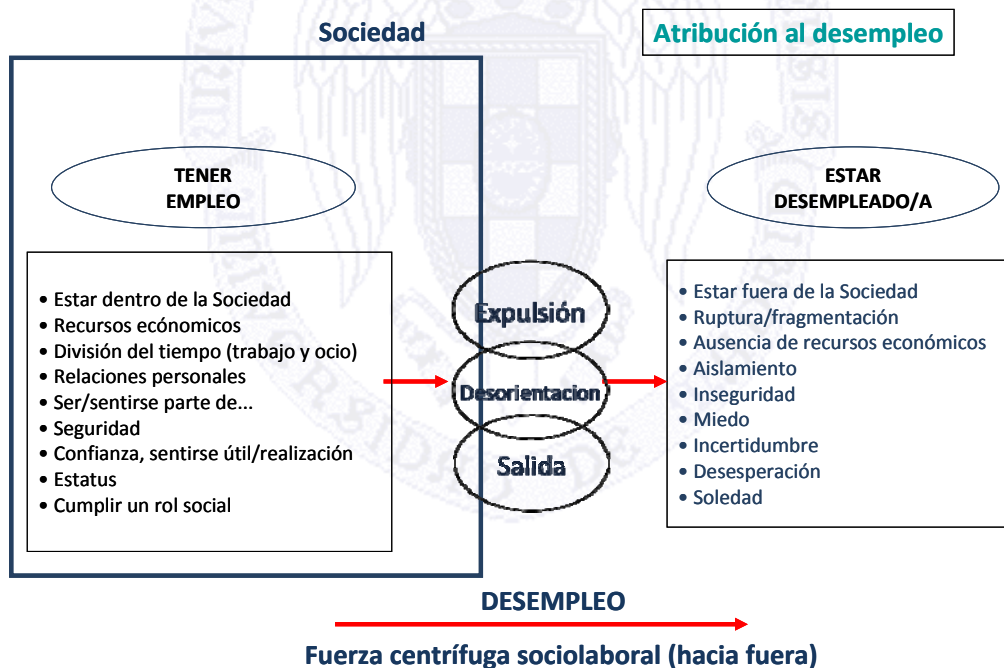 Sociedad
Atribución al desempleo
TENER
EMPLEO
ESTAR
DESEMPLEADO/A
• Estar dentro de la Sociedad
• Recursos ecónomicos
• División del tiempo (trabajo y ocio)
• Relaciones personales
• Ser/sentirse parte de...
• Seguridad
• Confianza, sentirse útil/realización
• Estatus
• Cumplir un rol social
Expulsión
Desorientacion
Salida
• Estar fuera de la Sociedad
• Ruptura/fragmentación
• Ausencia de recursos económicos
• Aislamiento
• Inseguridad
• Miedo
• Incertidumbre
• Desesperación
• Soledad
DESEMPLEO
Fuerza centrífuga sociolaboral (hacia fuera)